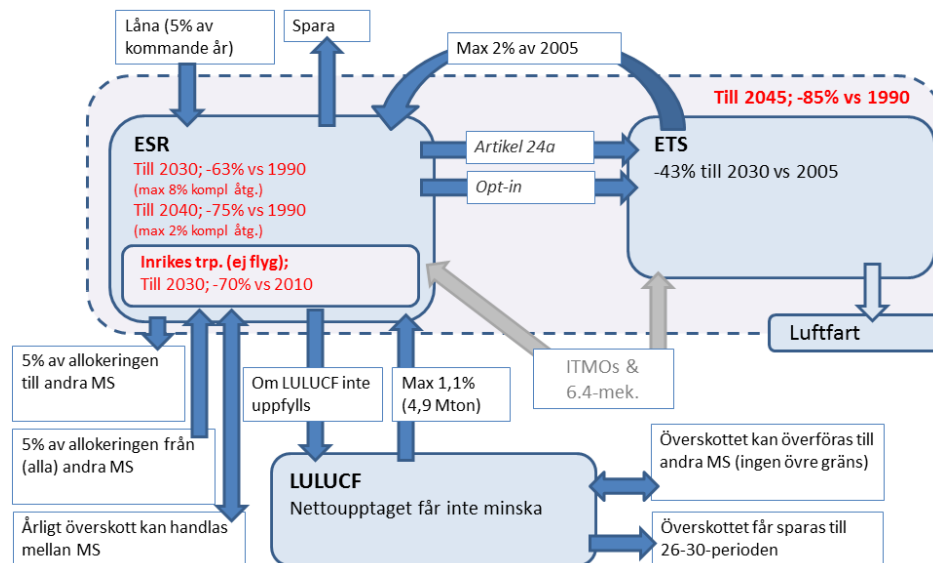 Låna (5% av
kommande år)
Spara
Max 2% av 2005
Till 2045; -85% vs 1990
ESR
Till 2030; -63% vs 1990
(max 8% kompl åtg.)
Till 2040; -75% vs 1990
(max 2% kompl åtg.)
Inrikes trp. (ej flyg);
Till 2030; -70% vs 2010
Artikel 24a
Opt-in
ETS
-43% till 2030 vs 2005
Luftfart
5% av allokeringen
till andra MS
Om LULUCF inte
uppfylls
Max 1,1%
(4,9 Mton)
ITMOs &
6.4-mek.
5% av allokeringen från
(alla) andra MS
Årligt överskott kan handlas
mellan MS
LULUCF
Nettoupptaget får inte minska
Överskottet kan överföras till
andra MS (ingen övre gräns)
Överskottet får sparas till
26-30-perioden